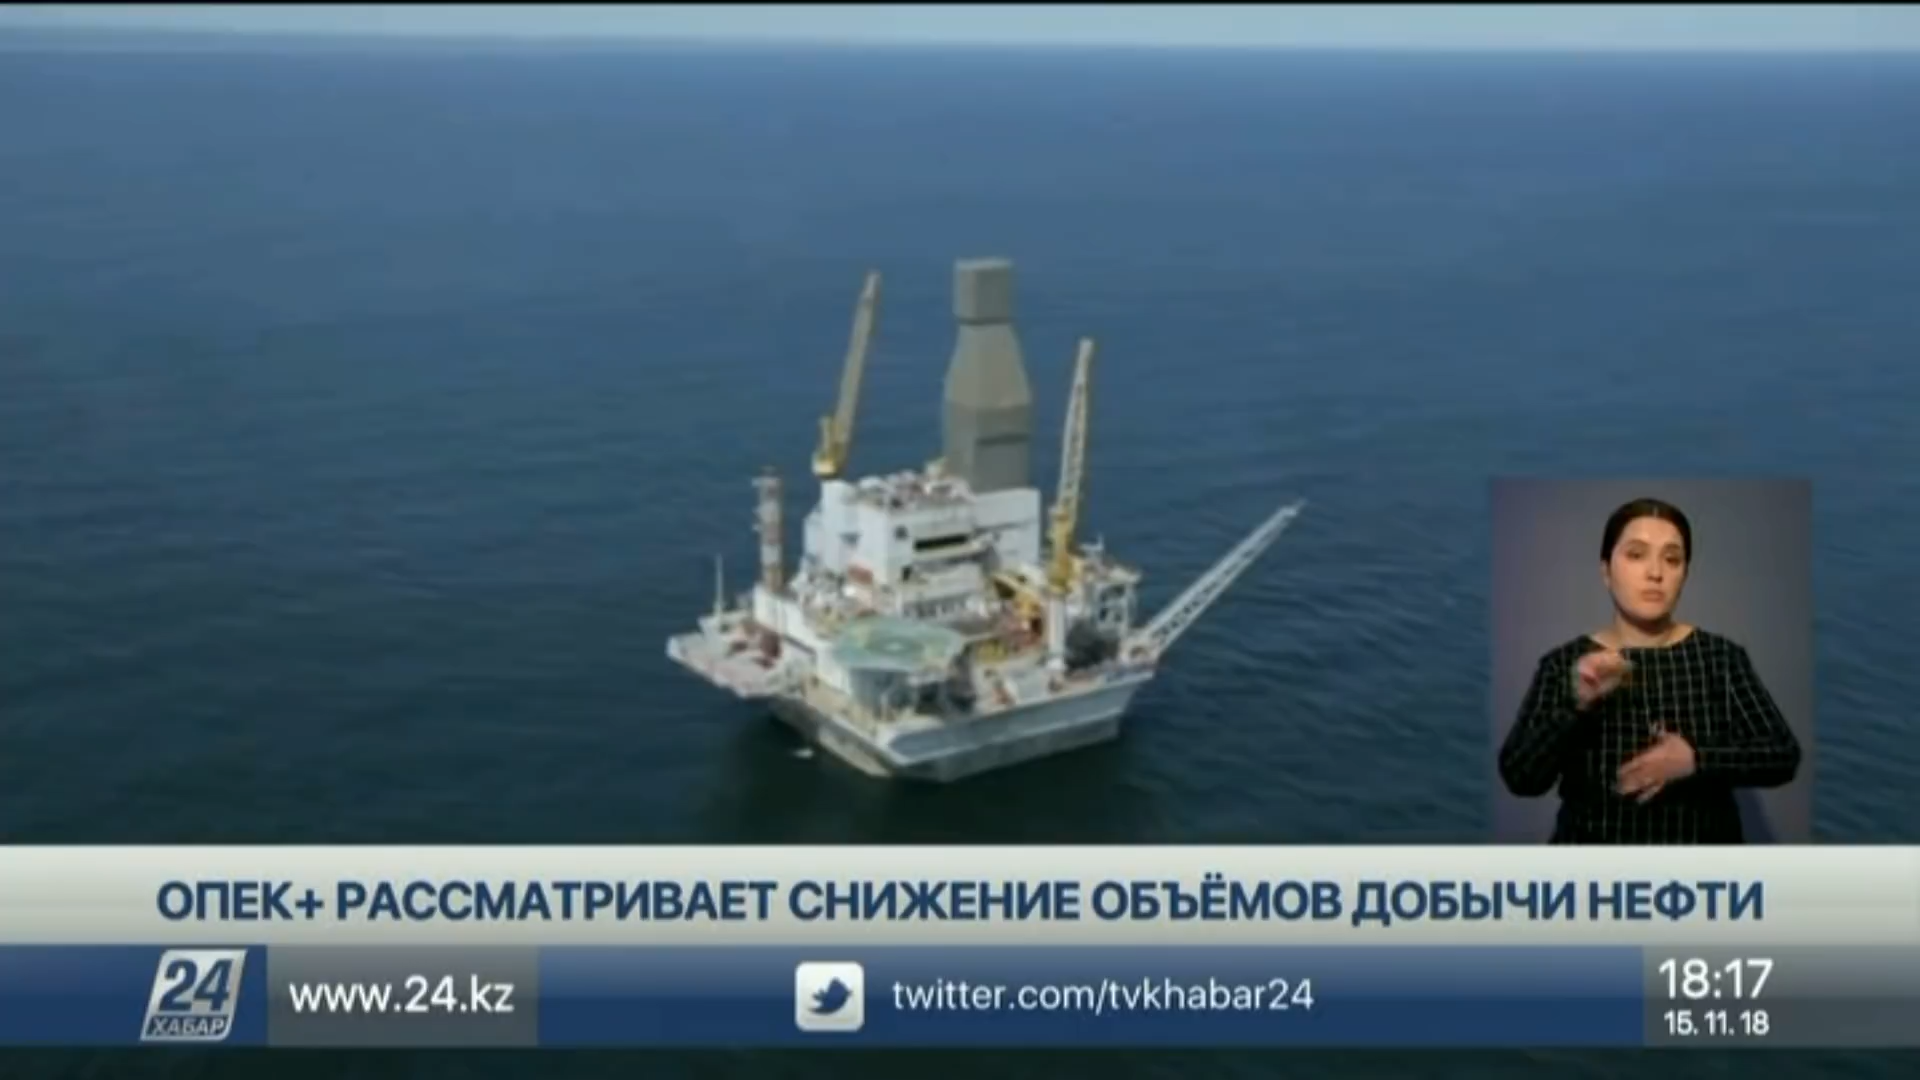 ОПЕК+ РАССМАТРИВАЕТ СНИЖЕНИЕ ОБЪЁМОВ ДОБЫЧИ НЕФТИ
24 ХАБАР
www.24.kz
twitter.com/tvkhabar24
18:17
15.11.18